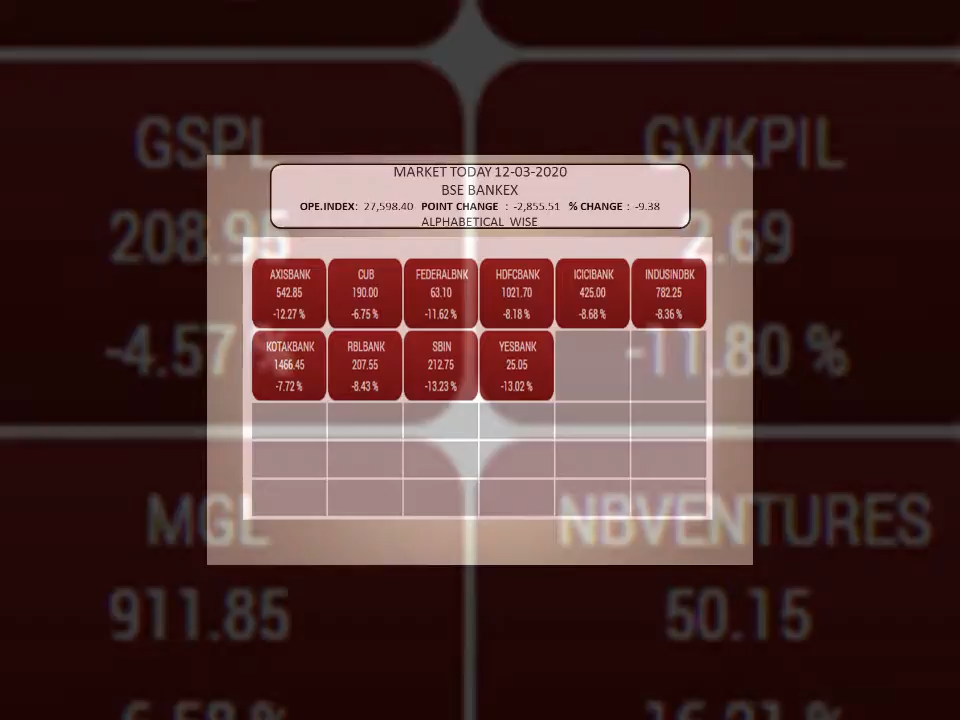 GSPL GVKPIL
MARKET TODAY 12-03-2020
BSE BANKEX
OPE.INDEX: 27,598.40 POINT CHANGE : -2,855.51 % CHANGE : -9.38
ALPHABETICAL WISE
208.95 2.69
AXISBANK CUB FEDERALBNK HDFCBANK ICICIBANK INDUSINDBK
542.85 190.00 63.10 1021.70 425.00 782.25
-12.27 % -6.75 % -11.62 % -8.18 % -8.68 % -8.36 %
-4.57 % -11.80 %
KOTAKBANK RBLBANK SBIN YESBANK
1466.45 207.55 212.75 25.05
-7.72 % -8.43 % -13.23 % -13.02 %
MGL NBVENTURES
911.85 50.15